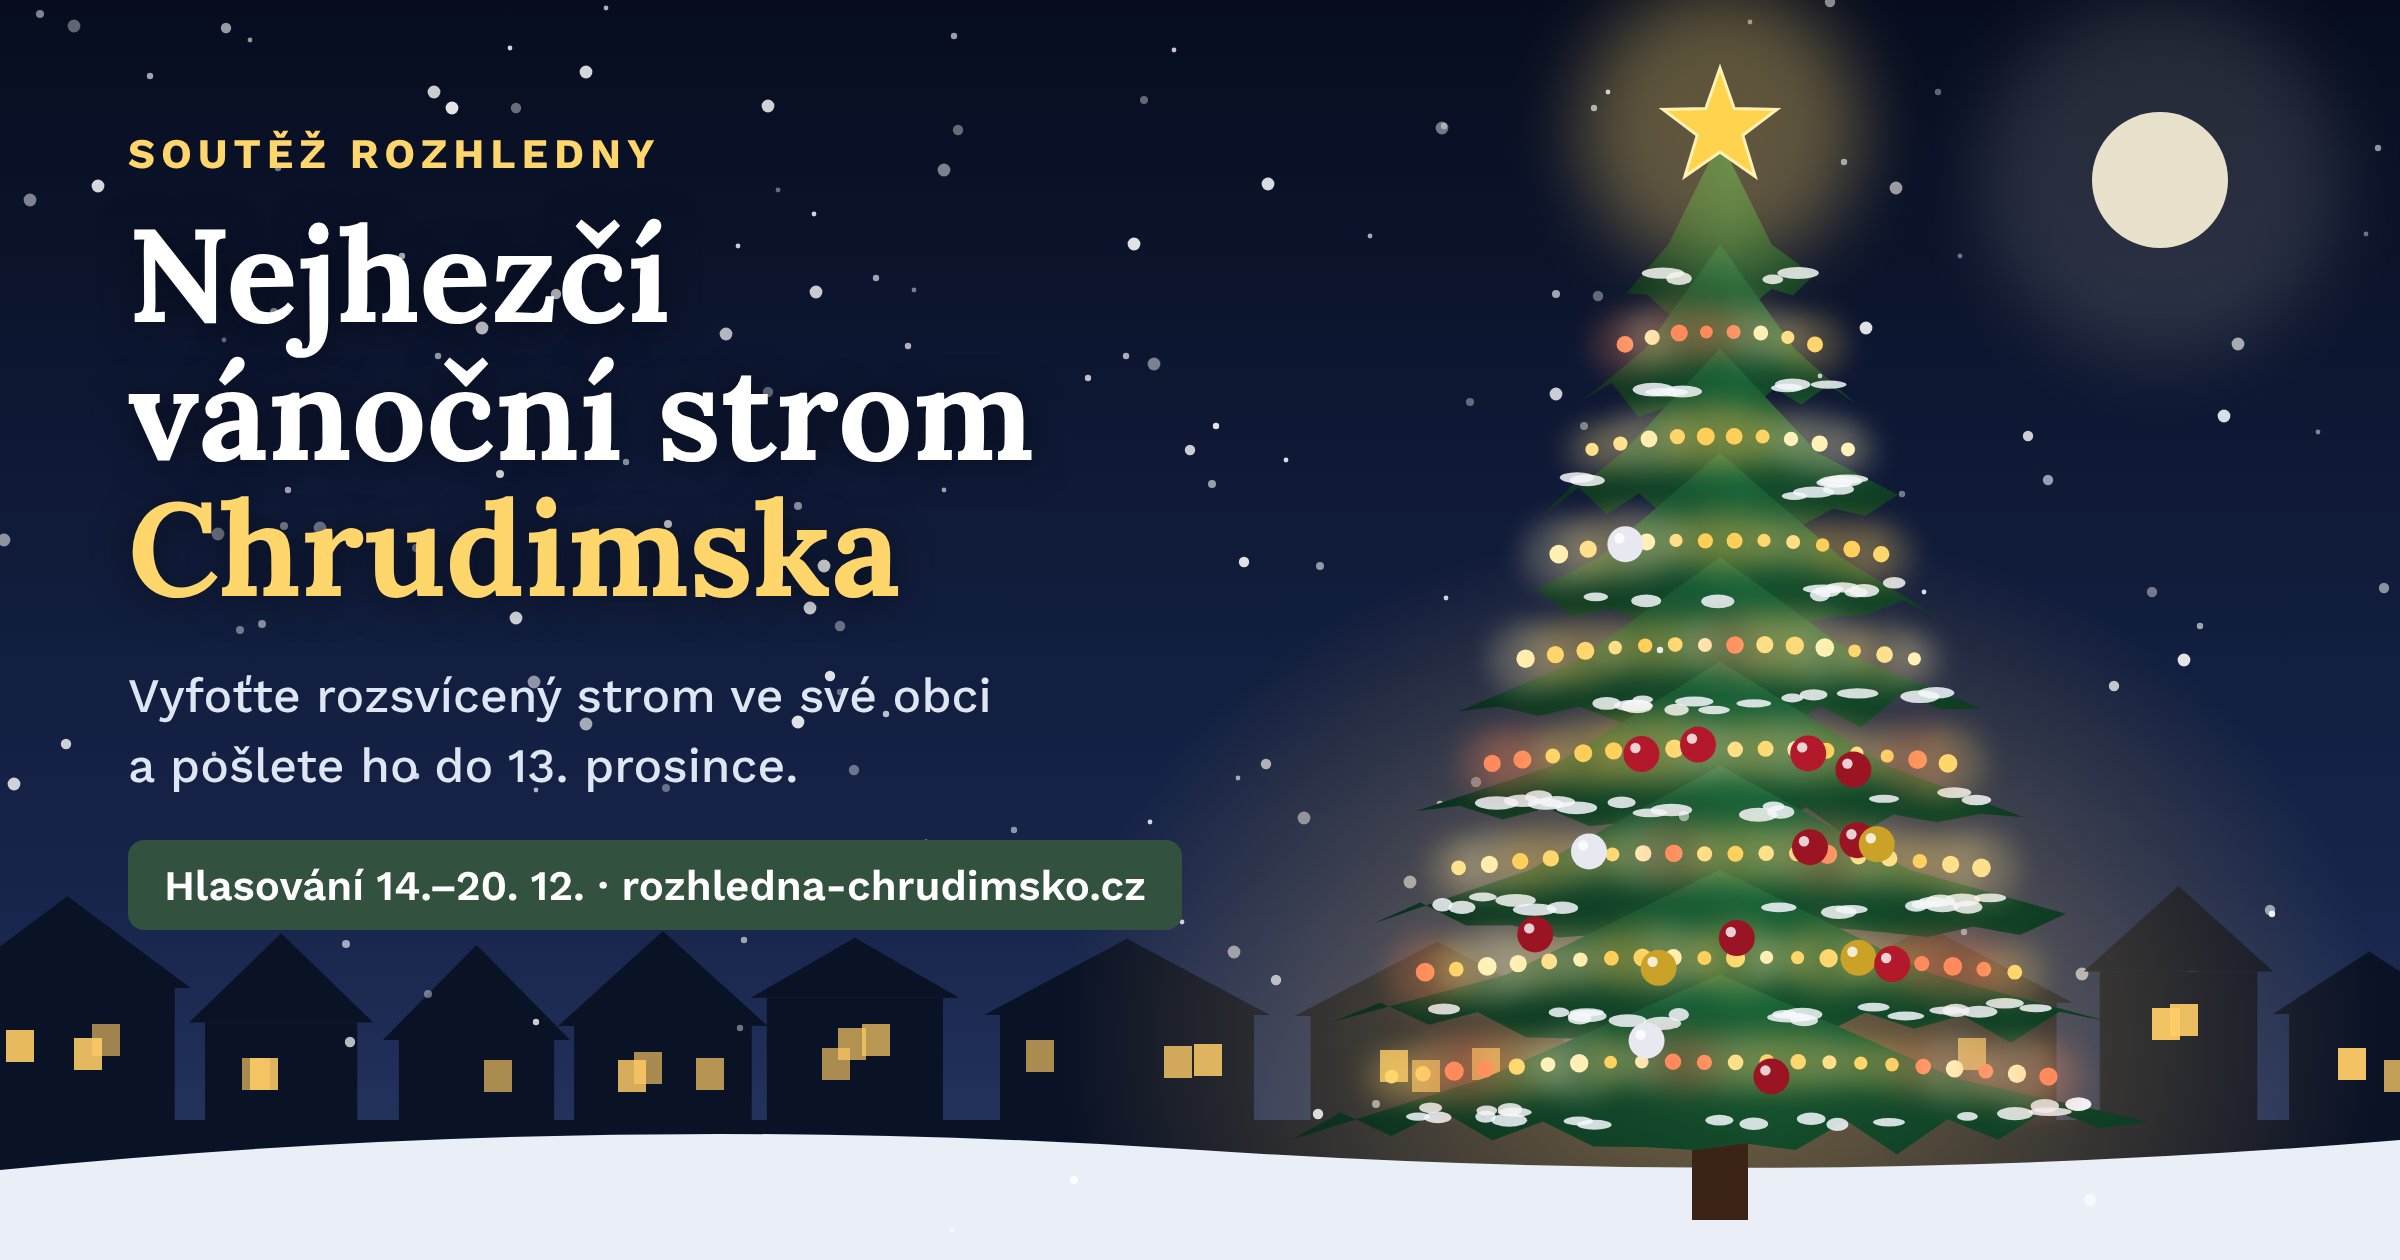 SOUTĚŽ ROZHLEDNY
Nejhezčí
vánoční strom
Chrudimska
Vyfoťte rozsvícený strom ve své obci
a pošlete ho do 13. prosince.
Hlasování 14.–20. 12. · rozhledna-chrudimsko.cz